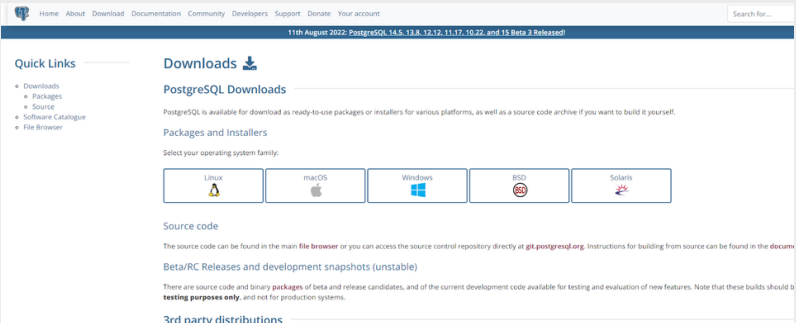 Home About Download Documentation Community Developers Support Donate Your account
Search for...
11th August 2022: PostgreSQL 14.5, 13.8, 12.12, 11.17, 10.22, and 15 Beta 3 Released!
Quick Links
Downloads
Packages
Source
Software Catalogue
File Browser
Downloads
PostgreSQL Downloads
PostgreSQL is available for download as ready-to-use packages or installers for various platforms, as well as a source code archive if you want to build it yourself.
Packages and Installers
Select your operating system family:
Linux macOS Windows BSD Solaris
BSD
Source code
The source code can be found in the main file browser or you can access the source control repository directly at git.postgresql.org. Instructions for building from source can be found in the docume
Beta/RC Releases and development snapshots (unstable)
There are source code and binary packages of beta and release candidates, and of the current development code available for testing and evaluation of new features. Note that these builds should b
testing purposes only, and not for production systems.
3rd party distributions